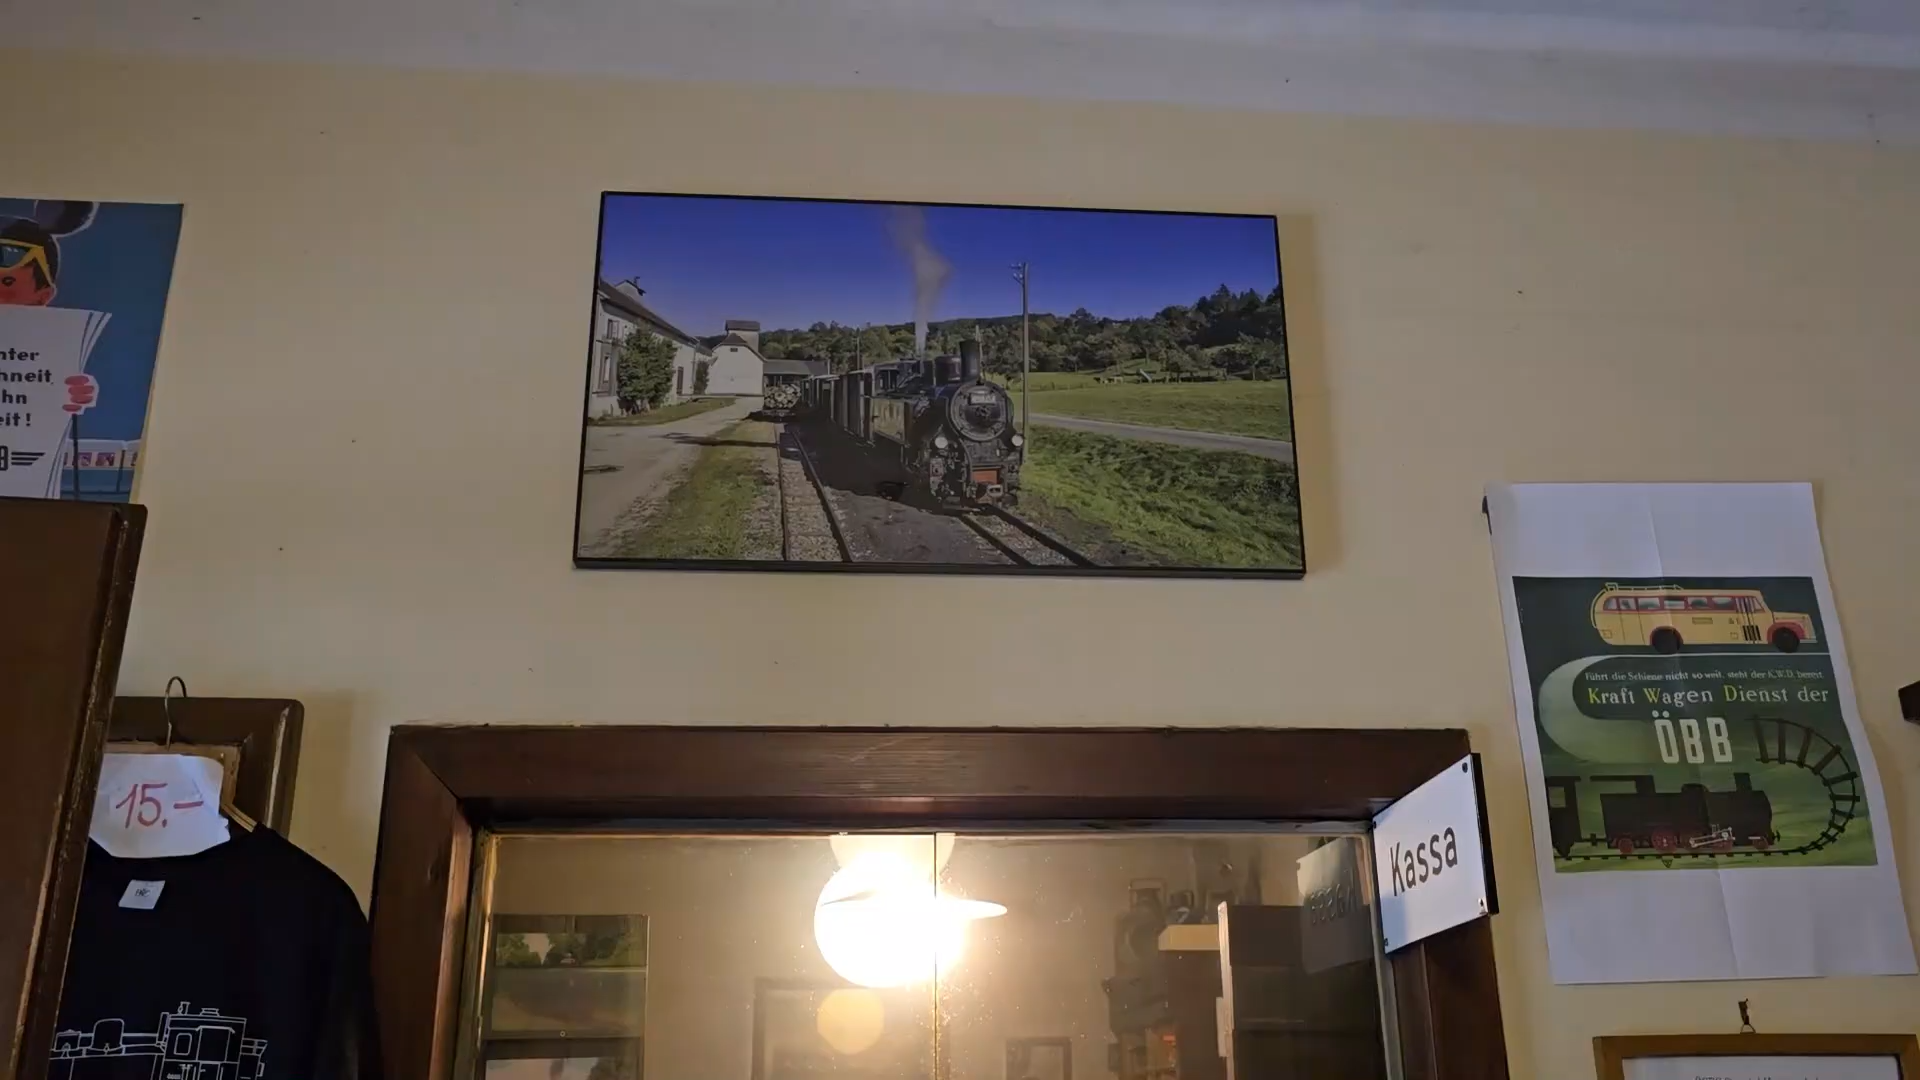 nter
hneit
hn
eit!
B
15.-
Kassa
Führt die Schiene nicht so weit, steht der K.W.D. bereit
Kraft Wagen Dienst der
ÖBB